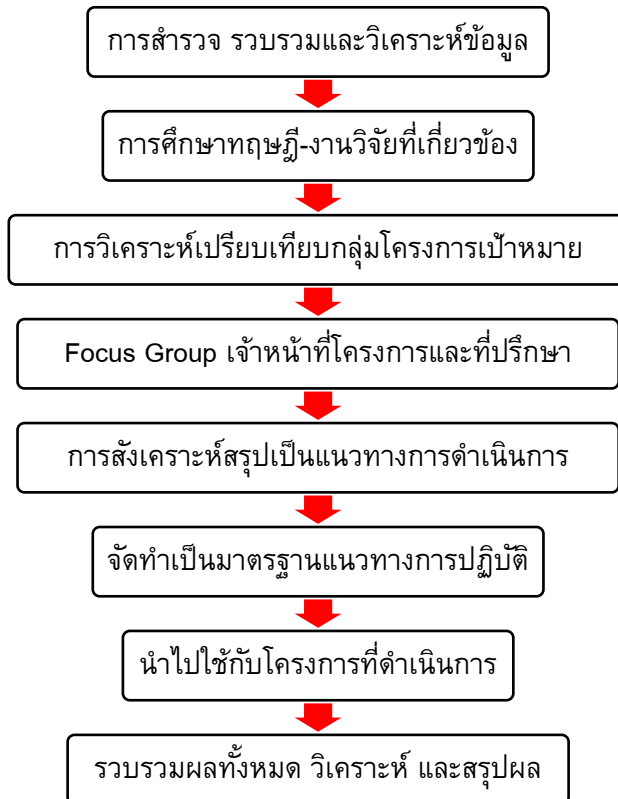 การสำรวจ รวบรวมและวิเคราะห์ข้อมูล
การศึกษาทฤษฎี-งานวิจัยที่เกี่ยวข้อง
การวิเคราะห์เปรียบเทียบกลุ่มโครงการเป้าหมาย
Focus Group เจ้าหน้าที่โครงการและที่ปรึกษา
การสังเคราะห์สรุปเป็นแนวทางการดำเนินการ
จัดทำเป็นมาตรฐานแนวทางการปฏิบัติ
นำไปใช้กับโครงการที่ดำเนินการ
รวบรวมผลทั้งหมด วิเคราะห์ และสรุปผล